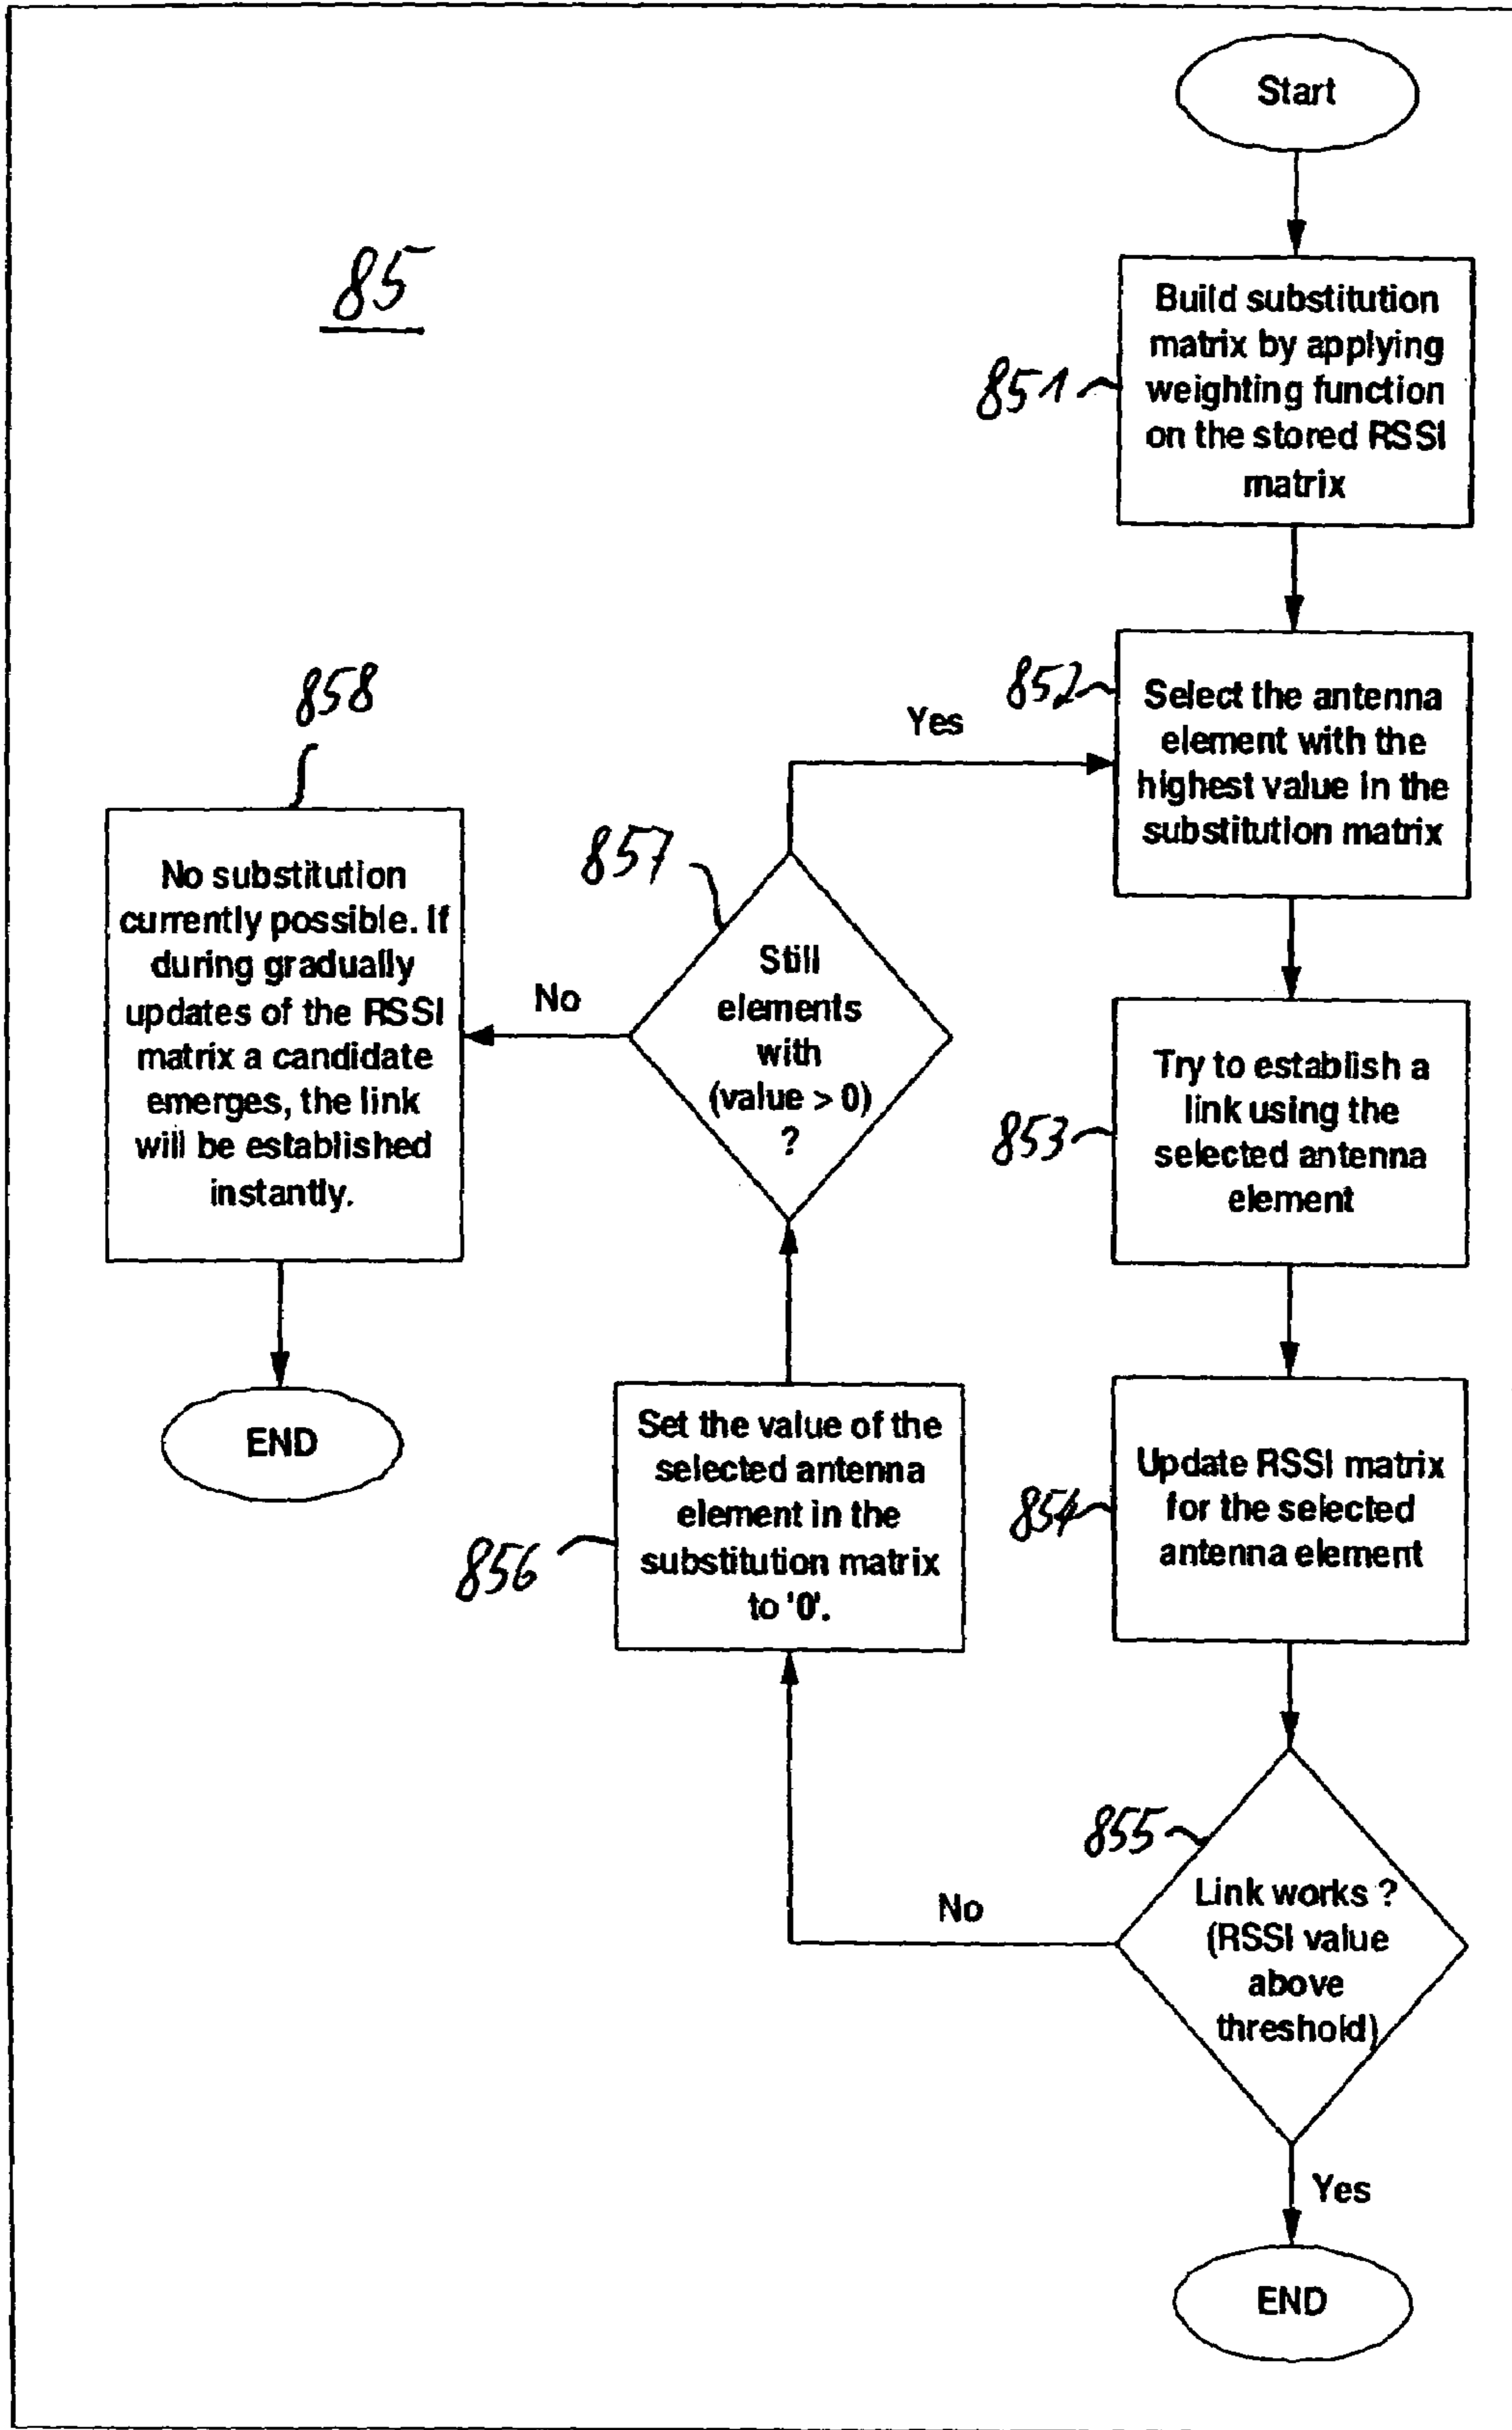 Start
85
Build substitution
matrix by applying
weighting function
on the stored RSSI
matrix
851
852
Select the antenna
element with the
highest value in the
substitution matrix
Yes
858
857
No substitution
currently possible. If
during gradually
updates of the RSSI
matrix a candidate
emerges, the link
will be established
instantly.
No
Still
elements
with
(value > 0)
?
853
Try to establish a
link using the
selected antenna
element
END
856
Set the value of the
selected antenna
element in the
substitution matrix
to '0'.
854
Update RSSI matrix
for the selected
antenna element
855
Link works ?
(RSSI value
above
threshold)
No
Yes
END